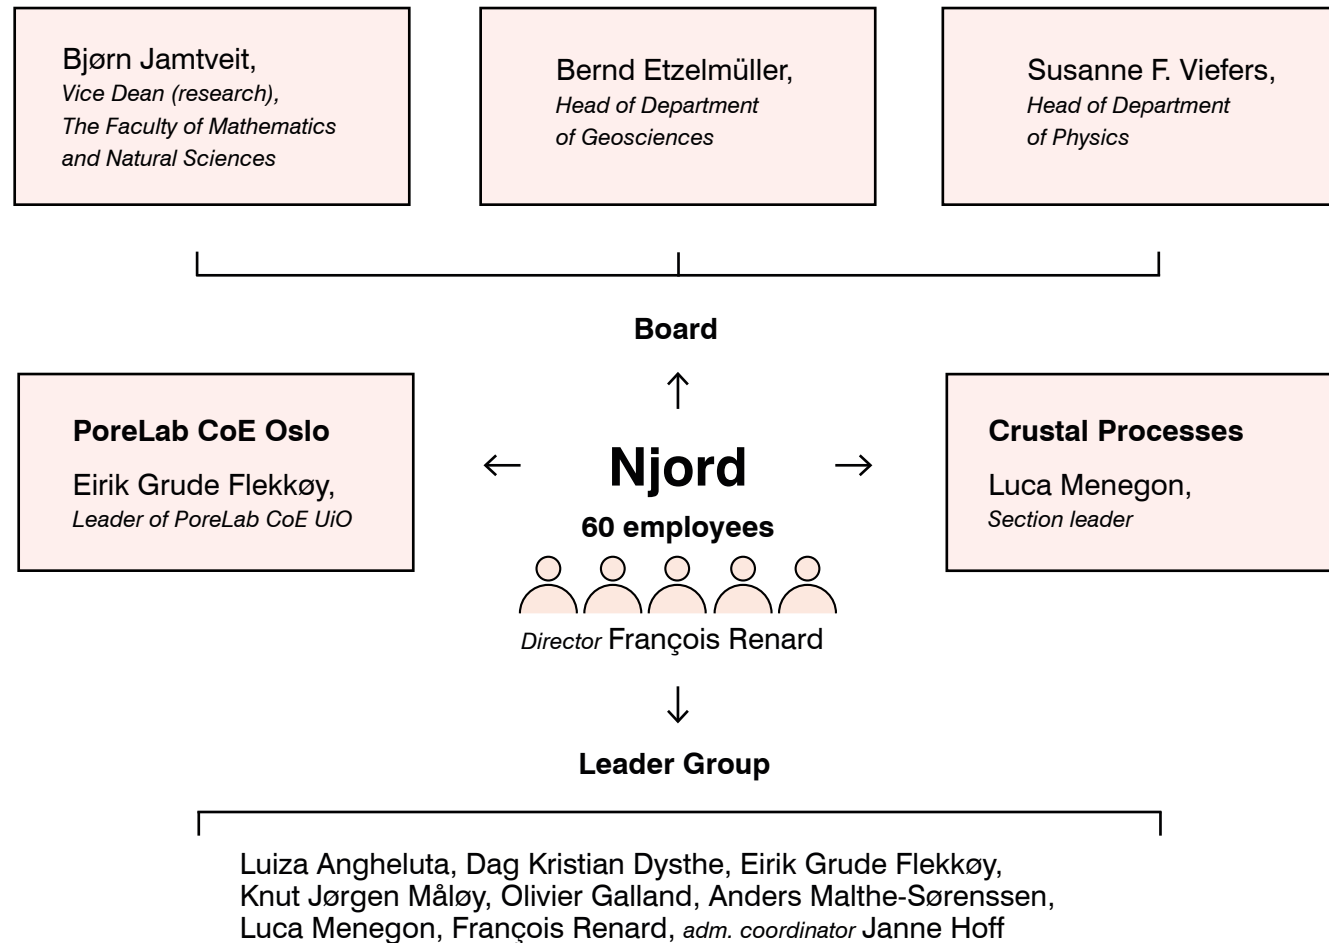 Bjørn Jamtveit,
Vice Dean (research),
The Faculty of Mathematics
and Natural Sciences
Bernd Etzelmüller,
Head of Department
of Geosciences
Susanne F. Viefers,
Head of Department
of Physics
Board
PoreLab CoE Oslo
Eirik Grude Flekkøy,
Leader of PoreLab CoE UiO
Njord
60 employees
Director François Renard
Crustal Processes
Luca Menegon,
Section leader
Leader Group
Luiza Angheluta, Dag Kristian Dysthe, Eirik Grude Flekkøy,
Knut Jørgen Måløy, Olivier Galland, Anders Malthe-Sørenssen,
Luca Menegon, François Renard, adm. coordinator Janne Hoff